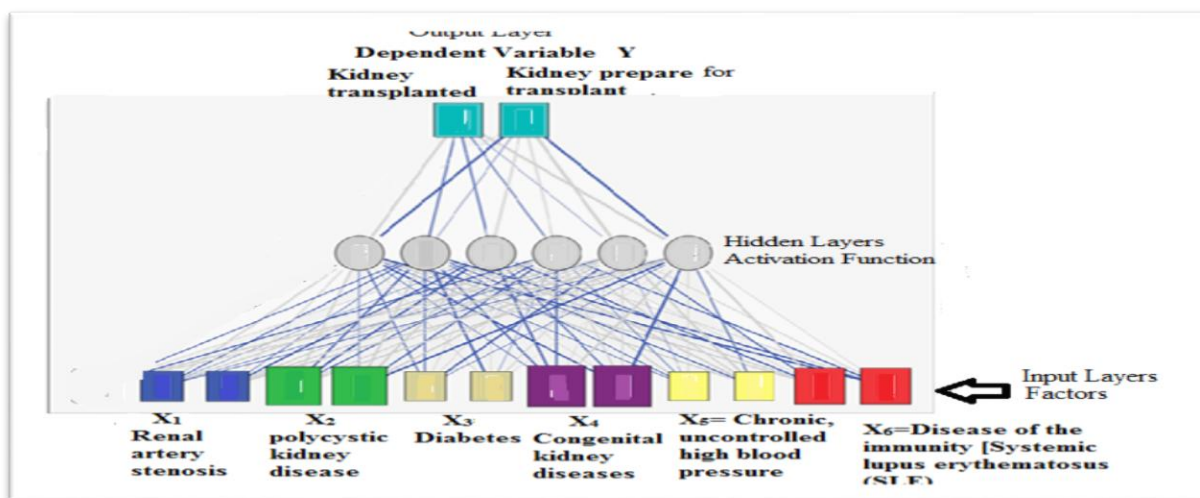 Output Layer
Dependent Variable Y
Kidney transplanted
Kidney prepare for transplant
Hidden Layers
Activation Function
Input Layers
Factors
X1
Renal
artery
stenosis
X2
polycystic
kidney
disease
X3
Diabetes
X4
Congenital
kidney
diseases
X5= Chronic,
uncontrolled
high blood
pressure
X6=Disease of the
immunity [Systemic
lupus erythematosus
(SLE)